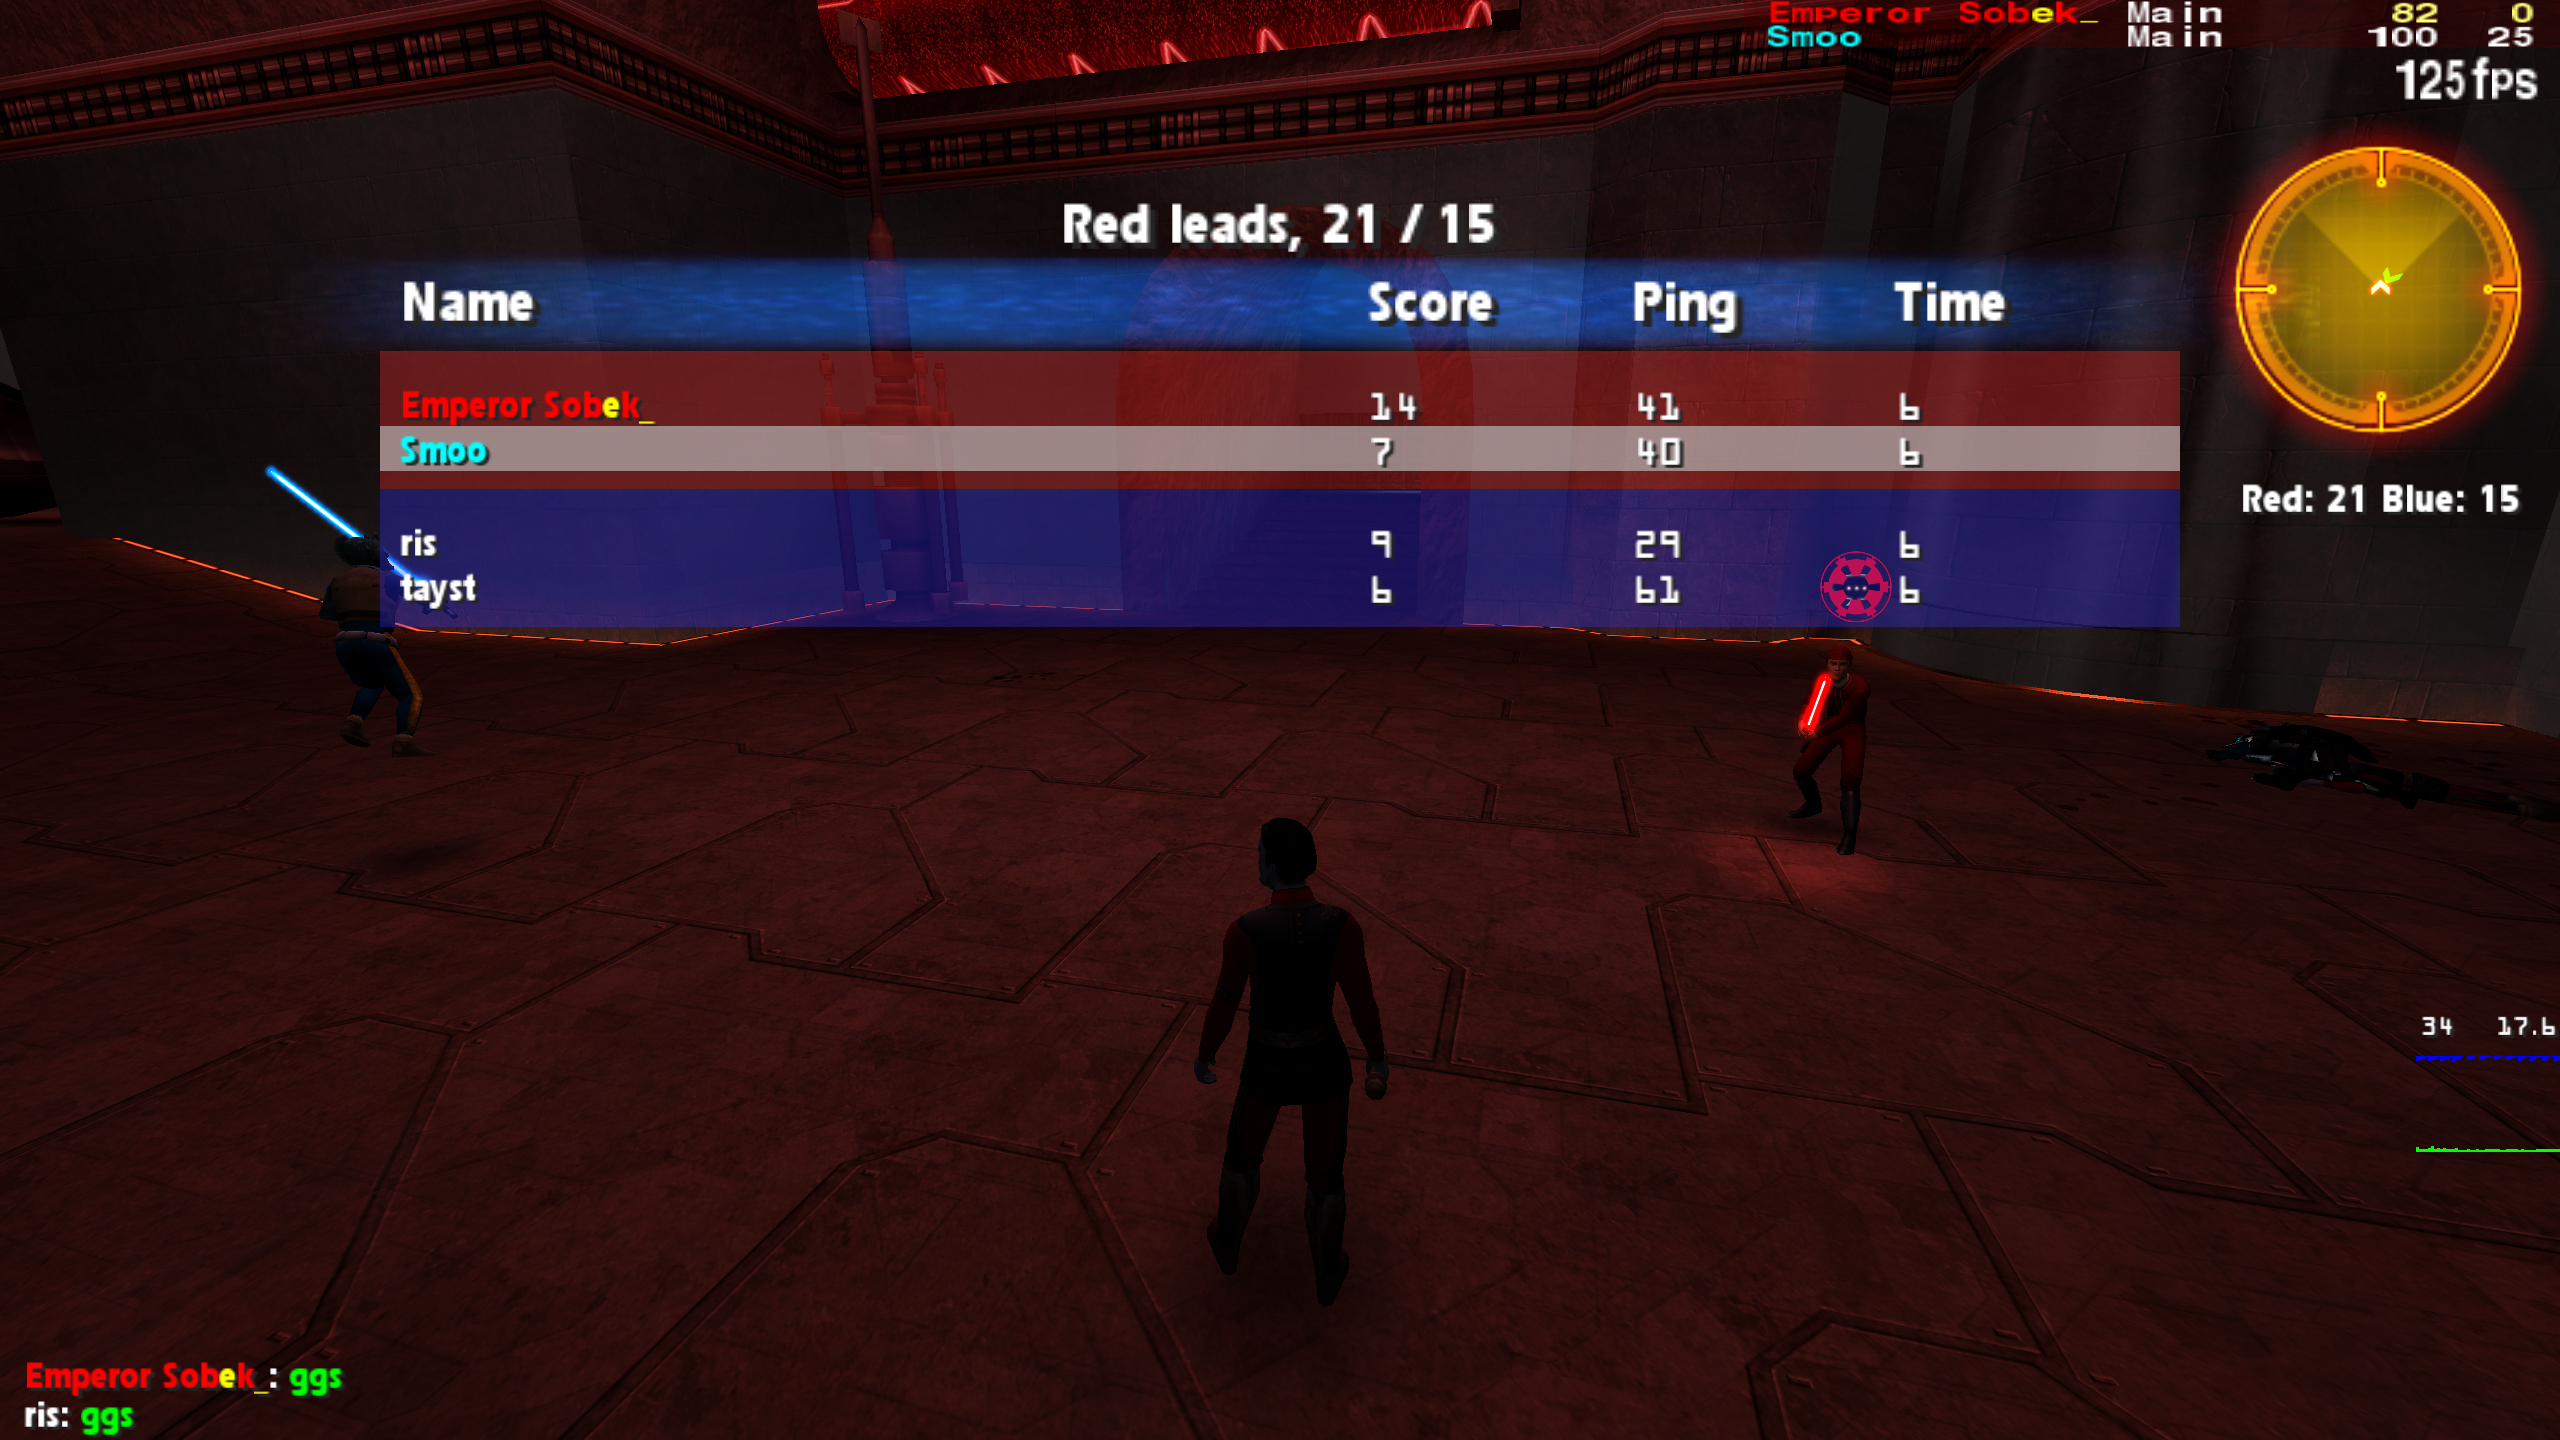 Emperor Sobek_ Main 82 0
Smoo Main 100 25
125fps
Red leads, 21 / 15
Name Score Ping Time
Emperor Sobek_ 14 41 6
Smoo 7 40 6
Red: 21 Blue: 15
ris 9 29 6
tayst 6 61 6
34 17.6
Emperor Sobek_: ggs
ris: ggs